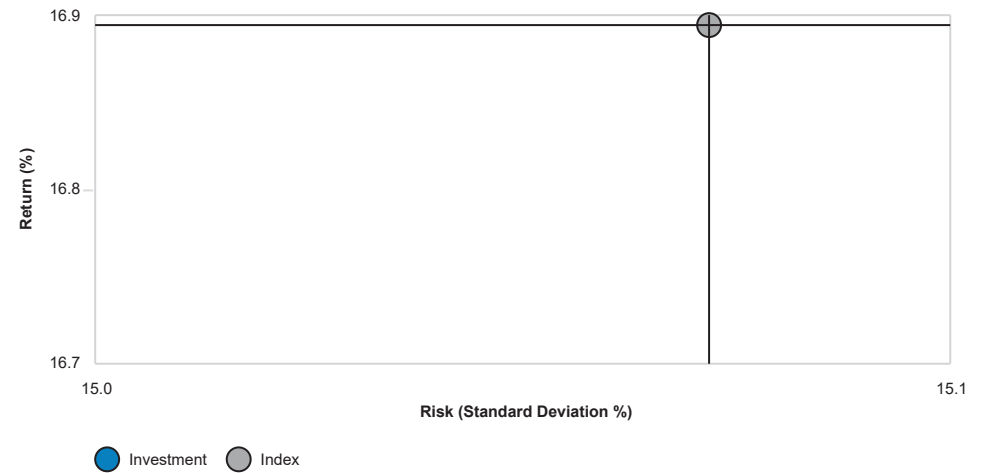 16.9
16.8
16.7
Return (%)
15.0
15.1
Risk (Standard Deviation %)
Investment
Index